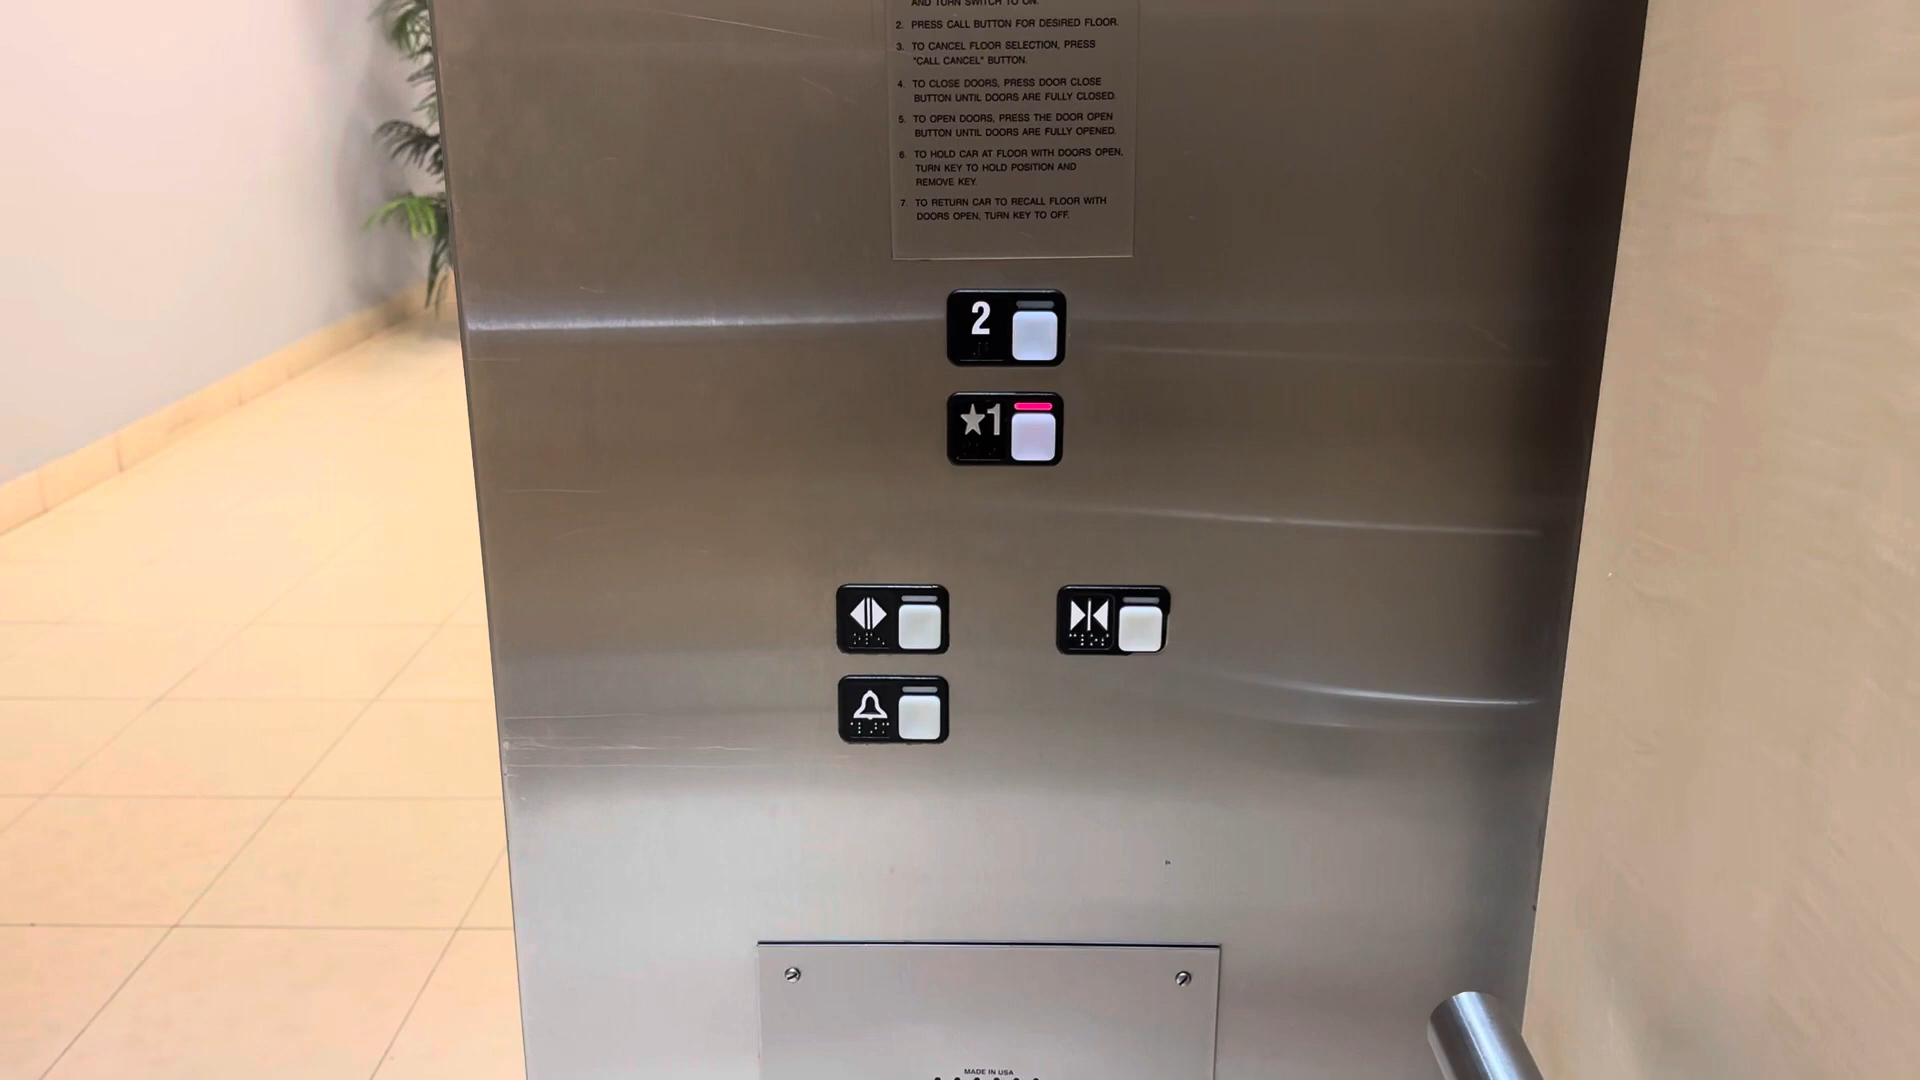 AND TURN SWITCH TO ON.
2. PRESS CALL BUTTON FOR DESIRED FLOOR.
3. TO CANCEL FLOOR SELECTION, PRESS
"CALL CANCEL" BUTTON.
4. TO CLOSE DOORS, PRESS DOOR CLOSE
BUTTON UNTIL DOORS ARE FULLY CLOSED.
5. TO OPEN DOORS, PRESS THE DOOR OPEN
BUTTON UNTIL DOORS ARE FULLY OPENED.
6. TO HOLD CAR AT FLOOR WITH DOORS OPEN,
TURN KEY TO HOLD POSITION AND
REMOVE KEY.
7. TO RETURN CAR TO RECALL FLOOR WITH
DOORS OPEN, TURN KEY TO OFF.
2
★1
MADE IN USA